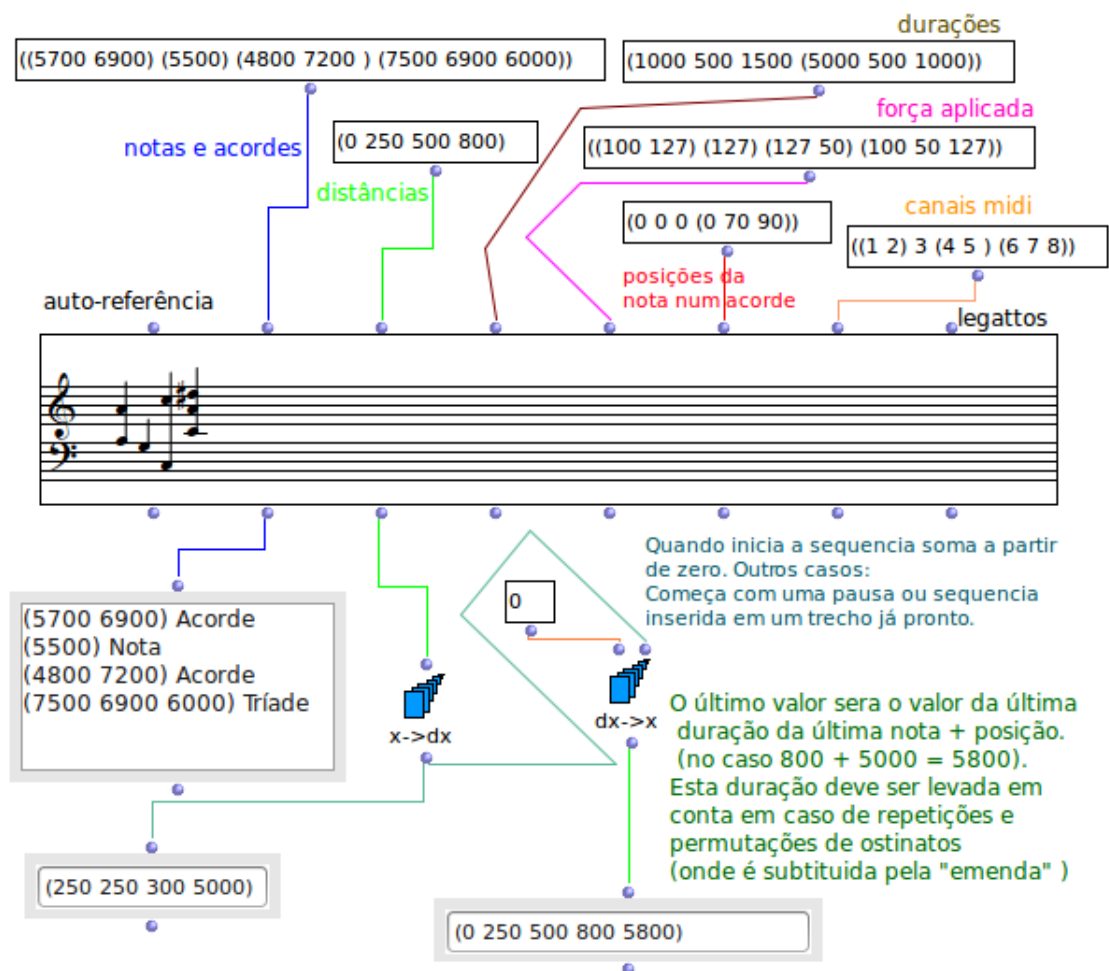 durações
((5700 6900) (5500) (4800 7200 ) (7500 6900 6000))
(1000 500 1500 (5000 500 1000))
força aplicada
notas e acordes
(0 250 500 800)
((100 127) (127) (127 50) (100 50 127))
distâncias
canais midi
(0 0 0 (0 70 90))
((1 2) 3 (4 5 ) (6 7 8))
posições da
nota num acorde
auto-referência
legattos
Quando inicia a sequencia soma a partir
de zero. Outros casos:
Começa com uma pausa ou sequencia
inserida em um trecho já pronto.
0
(5700 6900) Acorde
(5500) Nota
(4800 7200) Acorde
(7500 6900 6000) Tríade
x->dx
dx->x
O último valor sera o valor da última
duração da última nota + posição.
(no caso 800 + 5000 = 5800).
Esta duração deve ser levada em
conta em caso de repetições e
permutações de ostinatos
(onde é subtituida pela "emenda" )
(250 250 300 5000)
(0 250 500 800 5800)